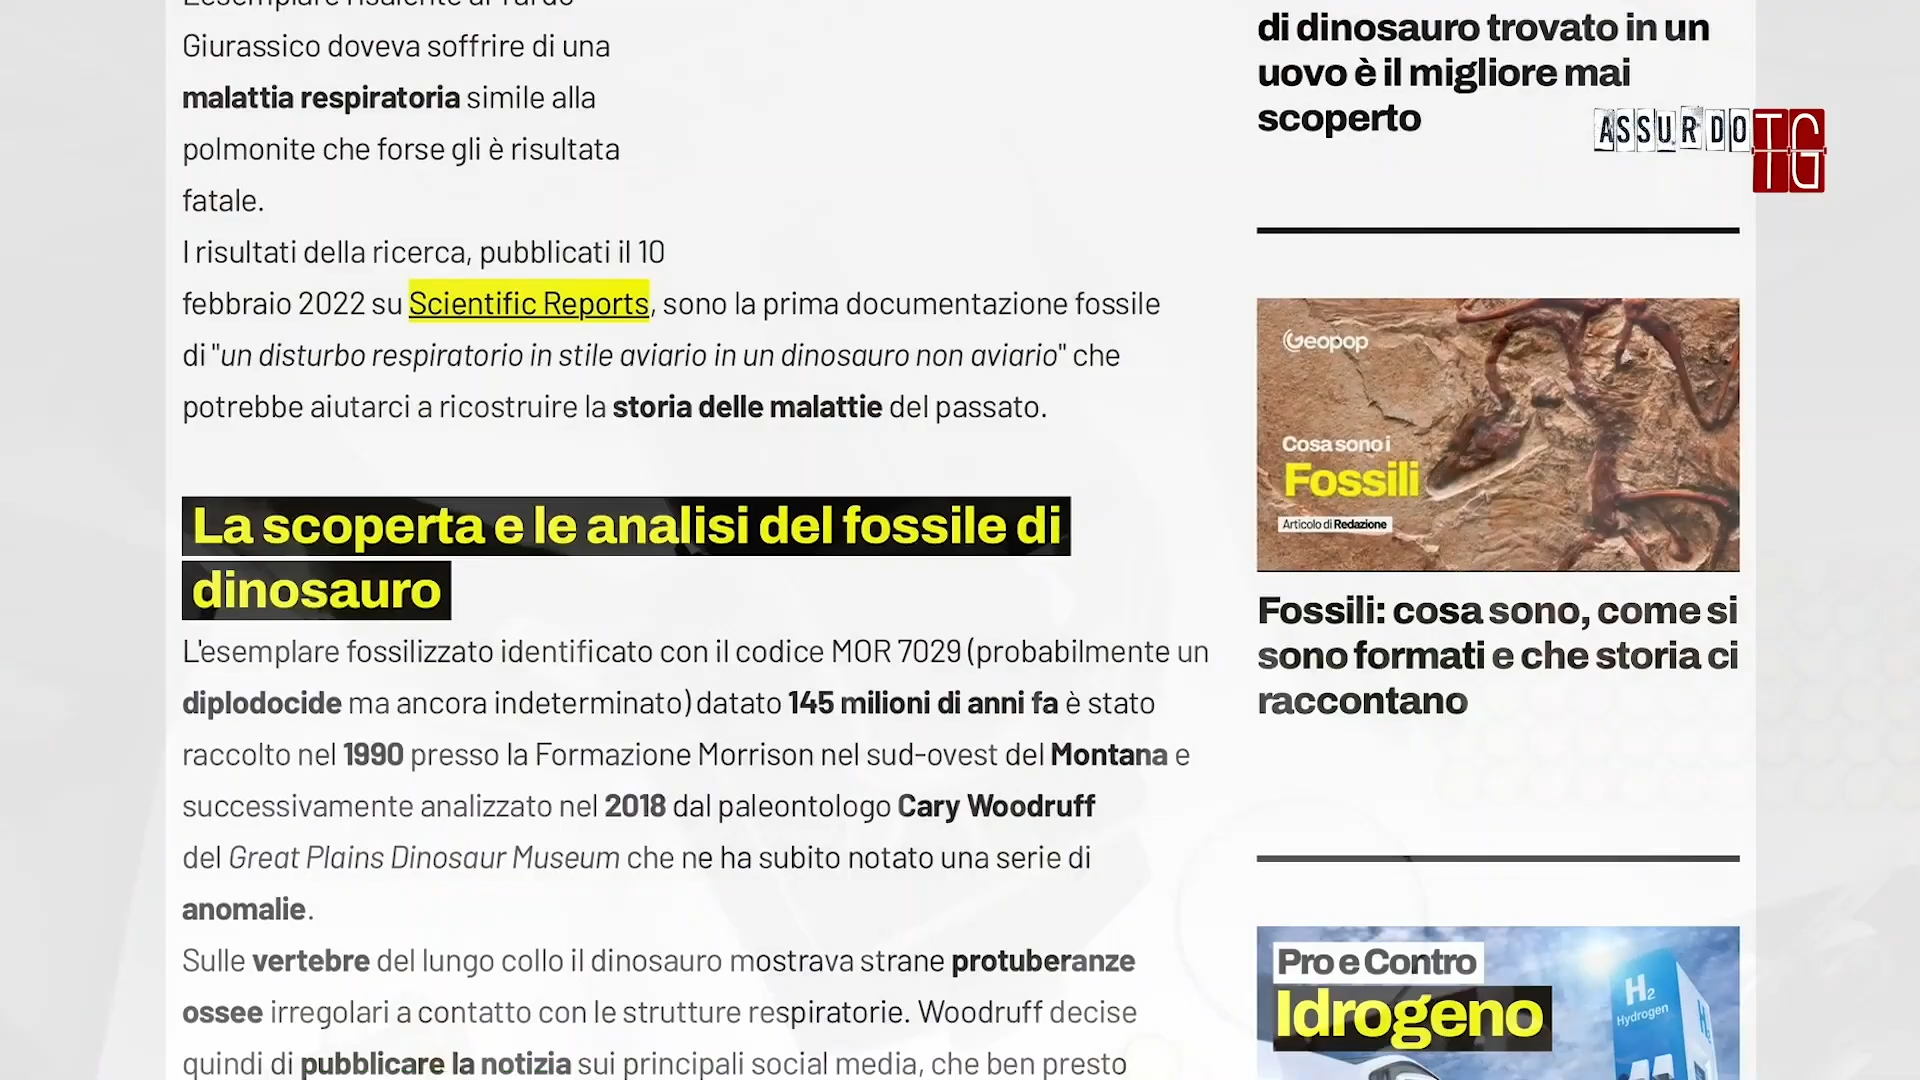 L'esemplare risalente al Tardo
Giurassico doveva soffrire di una
malattia respiratoria simile alla
polmonite che forse gli è risultata
fatale.
I risultati della ricerca, pubblicati il 10
febbraio 2022 su Scientific Reports, sono la prima documentazione fossile
di "un disturbo respiratorio in stile aviario in un dinosauro non aviario" che
potrebbe aiutarci a ricostruire la storia delle malattie del passato.
La scoperta e le analisi del fossile di
dinosauro
L'esemplare fossilizzato identificato con il codice MOR 7029 (probabilmente un
diplodocide ma ancora indeterminato) datato 145 milioni di anni fa è stato
raccolto nel 1990 presso la Formazione Morrison nel sud-ovest del Montana e
successivamente analizzato nel 2018 dal paleontologo Cary Woodruff
del Great Plains Dinosaur Museum che ne ha subito notato una serie di
anomalie.
Sulle vertebre del lungo collo il dinosauro mostrava strane protuberanze
ossee irregolari a contatto con le strutture respiratorie. Woodruff decise
quindi di pubblicare la notizia sui principali social media, che ben presto
di dinosauro trovato in un
uovo è il migliore mai
scoperto
ASSURDO TG
Geopop
Cosa sono i
Fossili
Articolo di Redazione
Fossili: cosa sono, come si
sono formati e che storia ci
raccontano
Pro e Contro
Idrogeno
H2
Hydrogen